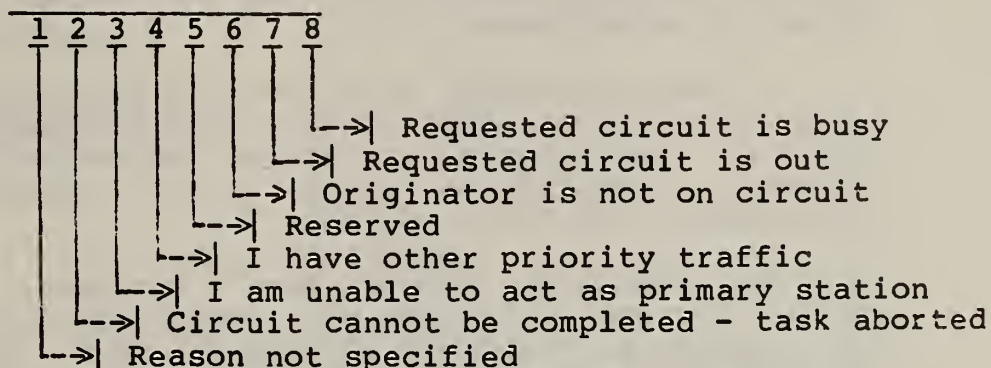 1 2 3 4 5 6 7 8
Requested circuit is busy
Requested circuit is out
Originator is not on circuit
Reserved
I have other priority traffic
I am unable to act as primary station
Circuit cannot be completed - task aborted
Reason not specified